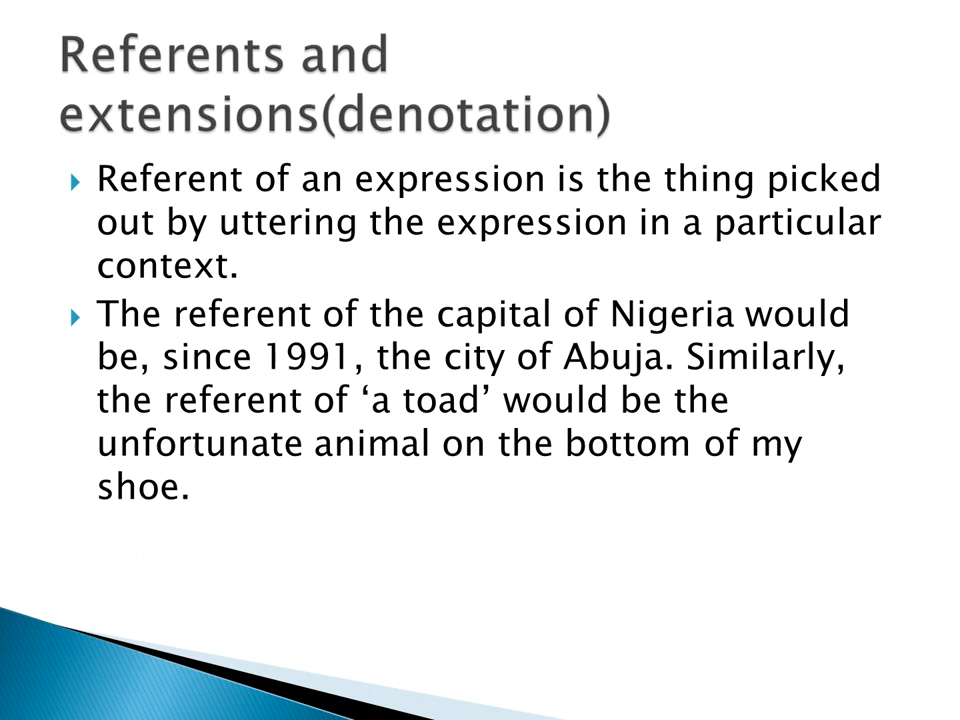 Referents and
extensions(denotation)
Referent of an expression is the thing picked
out by uttering the expression in a particular
context.
The referent of the capital of Nigeria would
be, since 1991, the city of Abuja. Similarly,
the referent of ‘a toad’ would be the
unfortunate animal on the bottom of my
shoe.